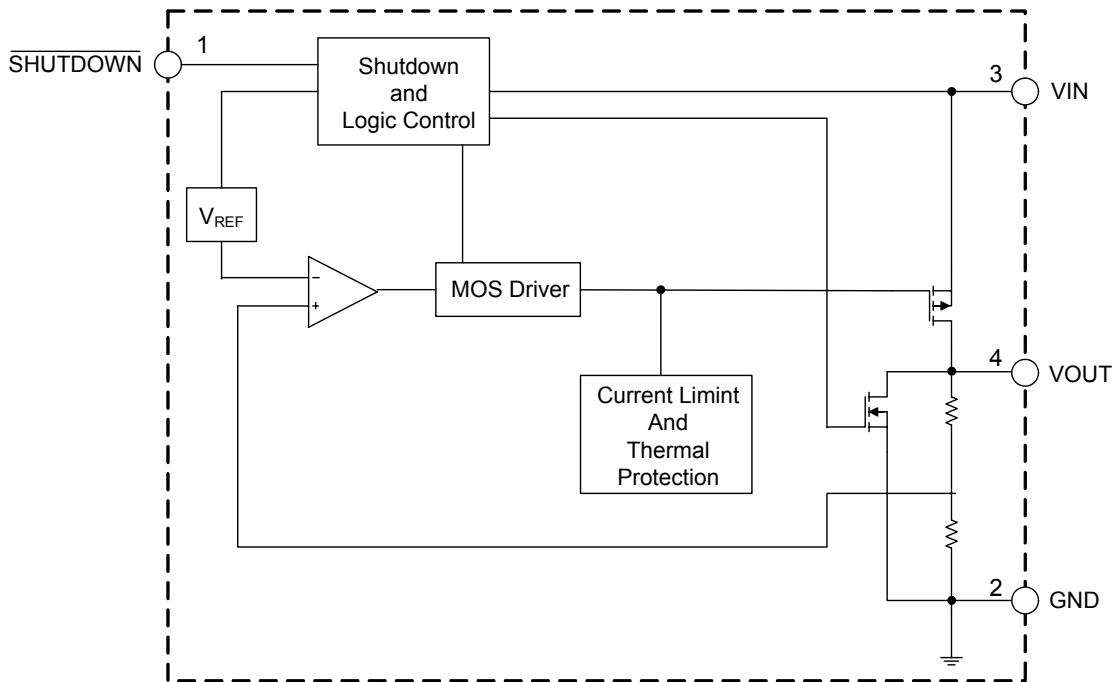 SHUTDOWN
1
Shutdown
and
Logic Control
3
VIN
VREF
−
+
MOS Driver
4
VOUT
Current Limint
And
Thermal
Protection
2
GND